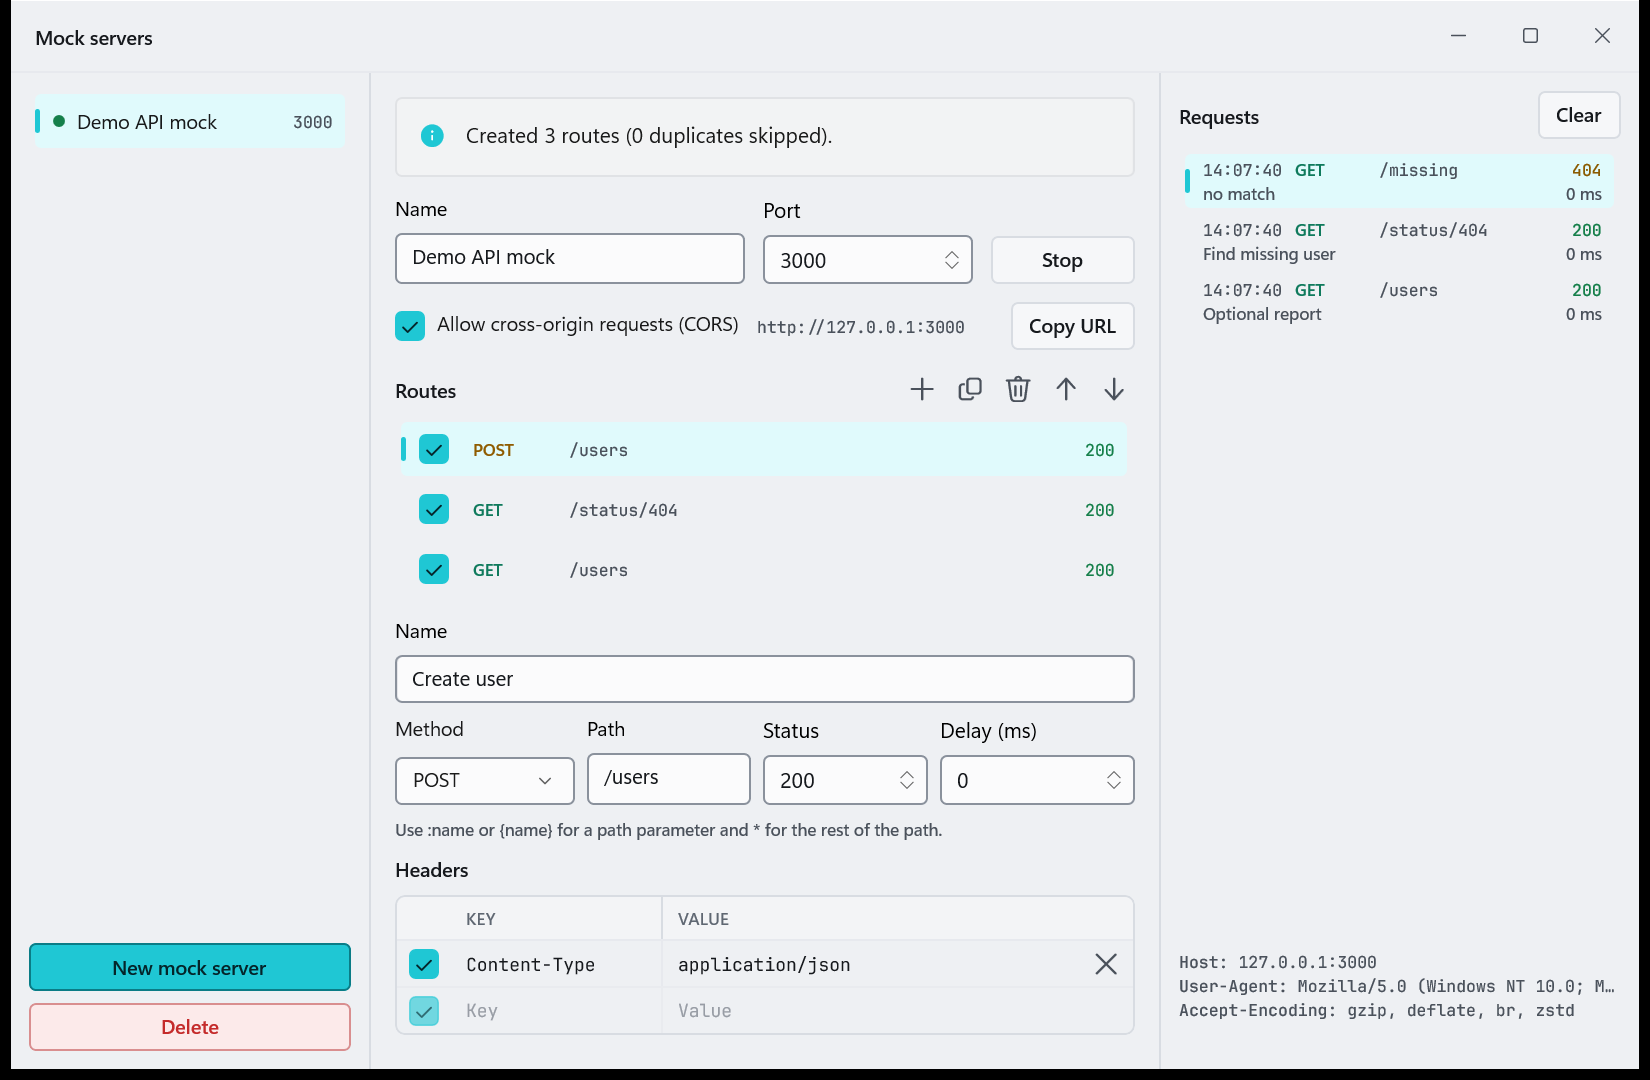 Mock servers
Demo API mock 3000
Created 3 routes (0 duplicates skipped).
Name
Port
Demo API mock
3000
Stop
Allow cross-origin requests (CORS)
http://127.0.0.1:3000
Copy URL
Routes
POST /users 200
GET /status/404 200
GET /users 200
Name
Create user
Method
Path
Status
Delay (ms)
POST
/users
200
0
Use :name or {name} for a path parameter and * for the rest of the path.
Headers
KEY VALUE
Content-Type application/json
Key Value
New mock server
Delete
Requests
Clear
14:07:40 GET /missing 404
no match 0 ms
14:07:40 GET /status/404 200
Find missing user 0 ms
14:07:40 GET /users 200
Optional report 0 ms
Host: 127.0.0.1:3000
User-Agent: Mozilla/5.0 (Windows NT 10.0; M…
Accept-Encoding: gzip, deflate, br, zstd